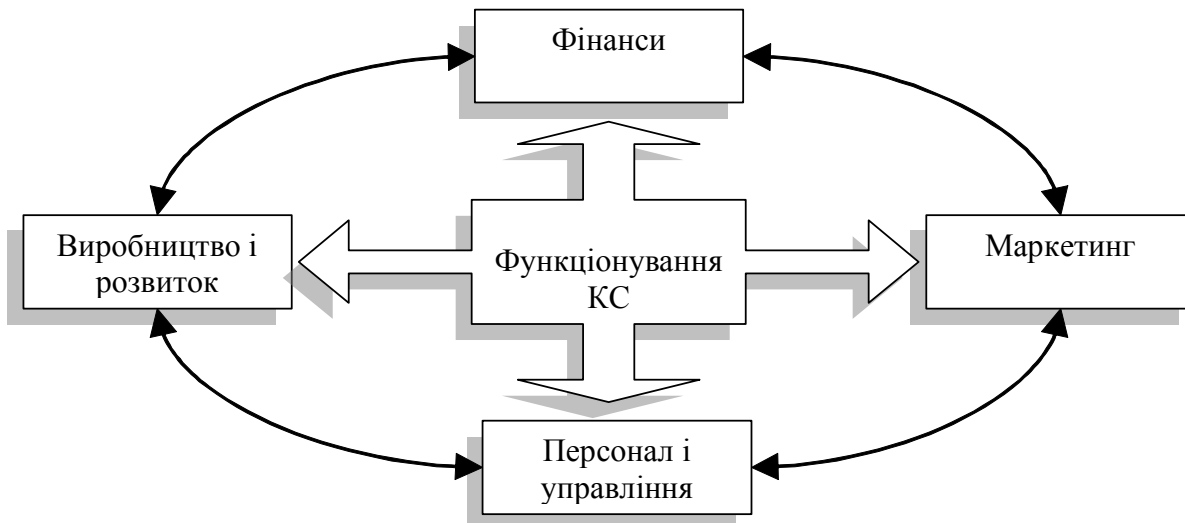 Фінанси
Виробництво і
розвиток
Функціонування
КС
Маркетинг
Персонал і
управління